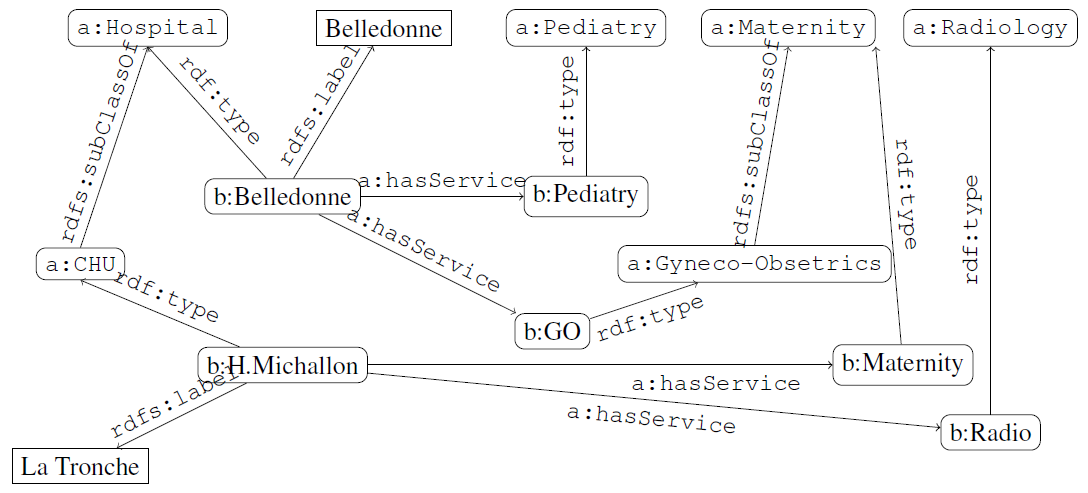 a:Hospital
Belledonne
a:Pediatry
a:Maternity
a:Radiology
rdfs:subClassOf
rdf:type
rdfs:label
rdf:type
rdfs:subClassOf
rdf:type
rdf:type
b:Belledonne
a:hasService
b:Pediatry
a:hasService
a:CHU
a:Gyneco-Obsetrics
rdf:type
b:GO
rdf:type
b:H.Michallon
b:Maternity
a:hasService
rdfs:label
a:hasService
b:Radio
La Tronche